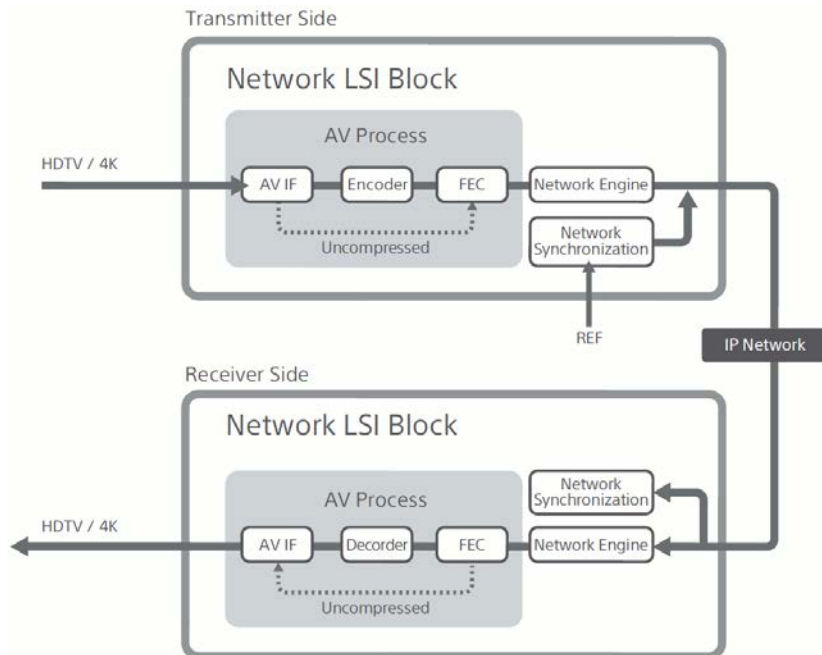 Transmitter Side
Network LSI Block
AV Process
HDTV / 4K
AV IF
Encoder
FEC
Network Engine
Uncompressed
Network
Synchronization
REF
IP Network
Receiver Side
Network LSI Block
AV Process
Network
Synchronization
HDTV / 4K
AV IF
Decorder
FEC
Network Engine
Uncompressed